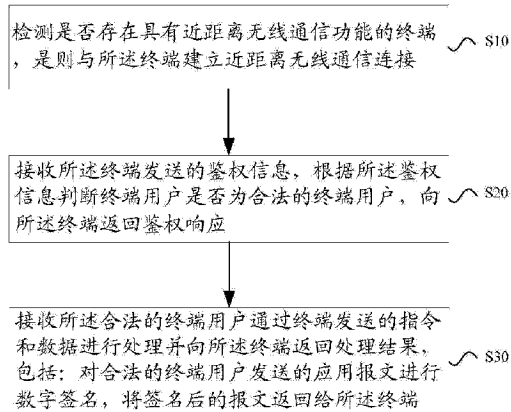 检测是否存在具有近距离无线通信功能的终端
，是则与所述终端建立近距离无线通信连接
S10
接收所述终端发送的鉴权信息，根据所述鉴权
信息判断终端用户是否为合法的终端用户，向
所述终端返回鉴权响应
S20
接收所述合法的终端用户通过终端发送的指令
和数据进行处理并向所述终端返回处理结果，
包括：对合法的终端用户发送的应用报文进行
数字签名，将签名后的报文返回给所述终端
S30